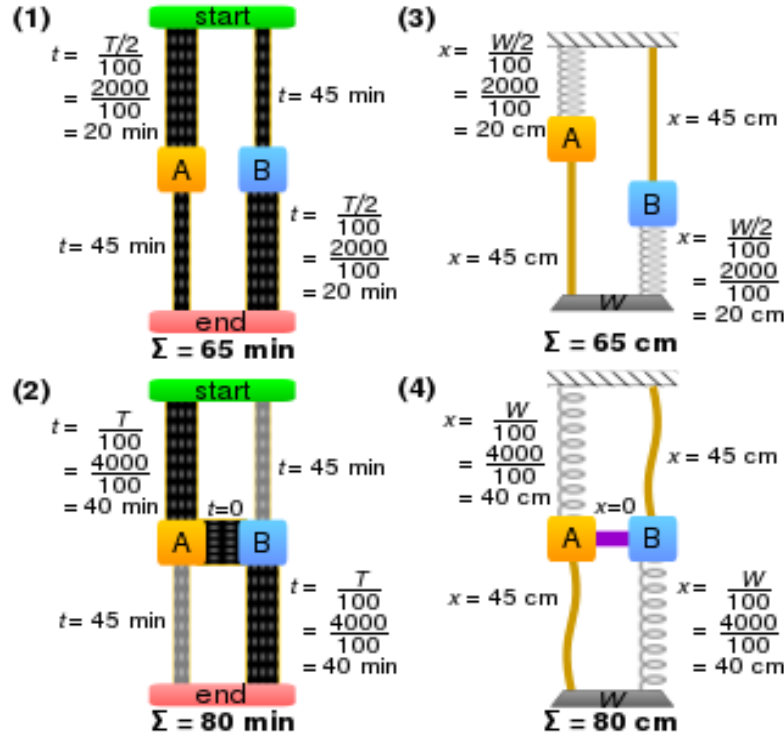 (1)
start
t = T/2
100
= 2000
100
= 20 min
t = 45 min
A
B
t = 45 min
t = T/2
100
= 2000
100
= 20 min
end
Σ = 65 min
(2)
start
t = T
100
= 4000
100
= 40 min
t = 45 min
t=0
A
B
t = 45 min
t = T
100
= 4000
100
= 40 min
end
Σ = 80 min
(3)
x = W/2
100
= 2000
100
= 20 cm
x = 45 cm
A
B
x = 45 cm
x = W/2
100
= 2000
100
= 20 cm
W
Σ = 65 cm
(4)
x = W
100
= 4000
100
= 40 cm
x = 45 cm
x=0
A
B
x = 45 cm
x = W
100
= 4000
100
= 40 cm
W
Σ = 80 cm